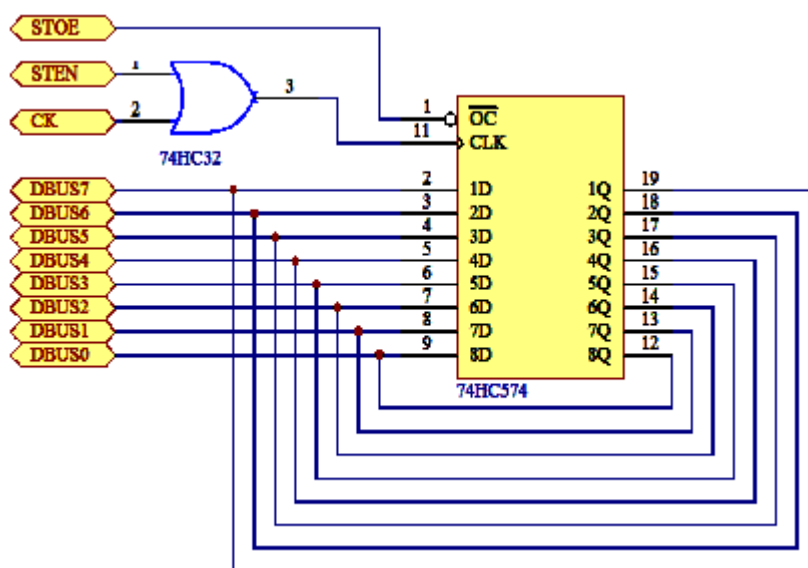 STOE
STEN 1 3
CK 2
74HC32
1 OC
11 CLK
DBUS7 2 1D 1Q 19
DBUS6 3 2D 2Q 18
DBUS5 4 3D 3Q 17
DBUS4 5 4D 4Q 16
DBUS3 6 5D 5Q 15
DBUS2 7 6D 6Q 14
DBUS1 8 7D 7Q 13
DBUS0 9 8D 8Q 12
74HC574